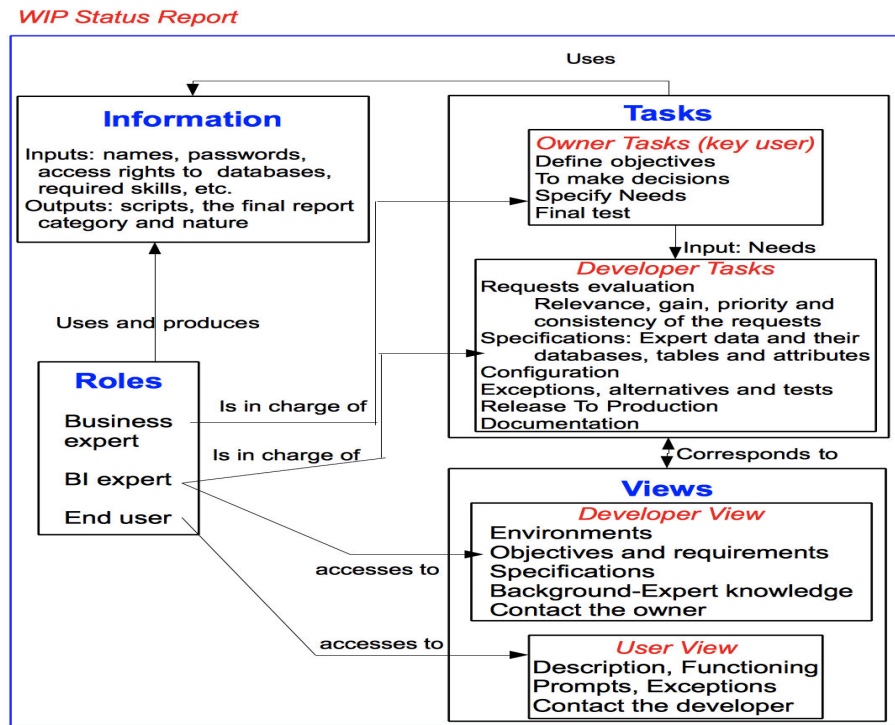 WIP Status Report
Uses
Information
Inputs: names, passwords,
access rights to databases,
required skills, etc.
Outputs: scripts, the final report
category and nature
Uses and produces
Roles
Business
expert
BI expert
End user
Is in charge of
Is in charge of
accesses to
accesses to
Tasks
Owner Tasks (key user)
Define objectives
To make decisions
Specify Needs
Final test
Input: Needs
Developer Tasks
Requests evaluation
Relevance, gain, priority and
consistency of the requests
Specifications: Expert data and their
databases, tables and attributes
Configuration
Exceptions, alternatives and tests
Release To Production
Documentation
Corresponds to
Views
Developer View
Environments
Objectives and requirements
Specifications
Background-Expert knowledge
Contact the owner
User View
Description, Functioning
Prompts, Exceptions
Contact the developer